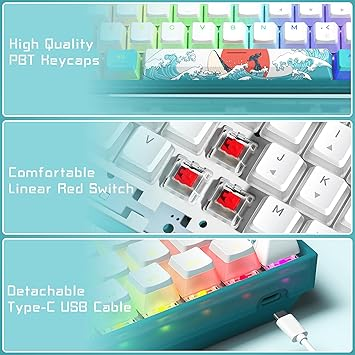 High Quality
PBT Keycaps
Comfortable
Linear Red Switch
V
J
K
M
Detachable
Type-C USB Cable